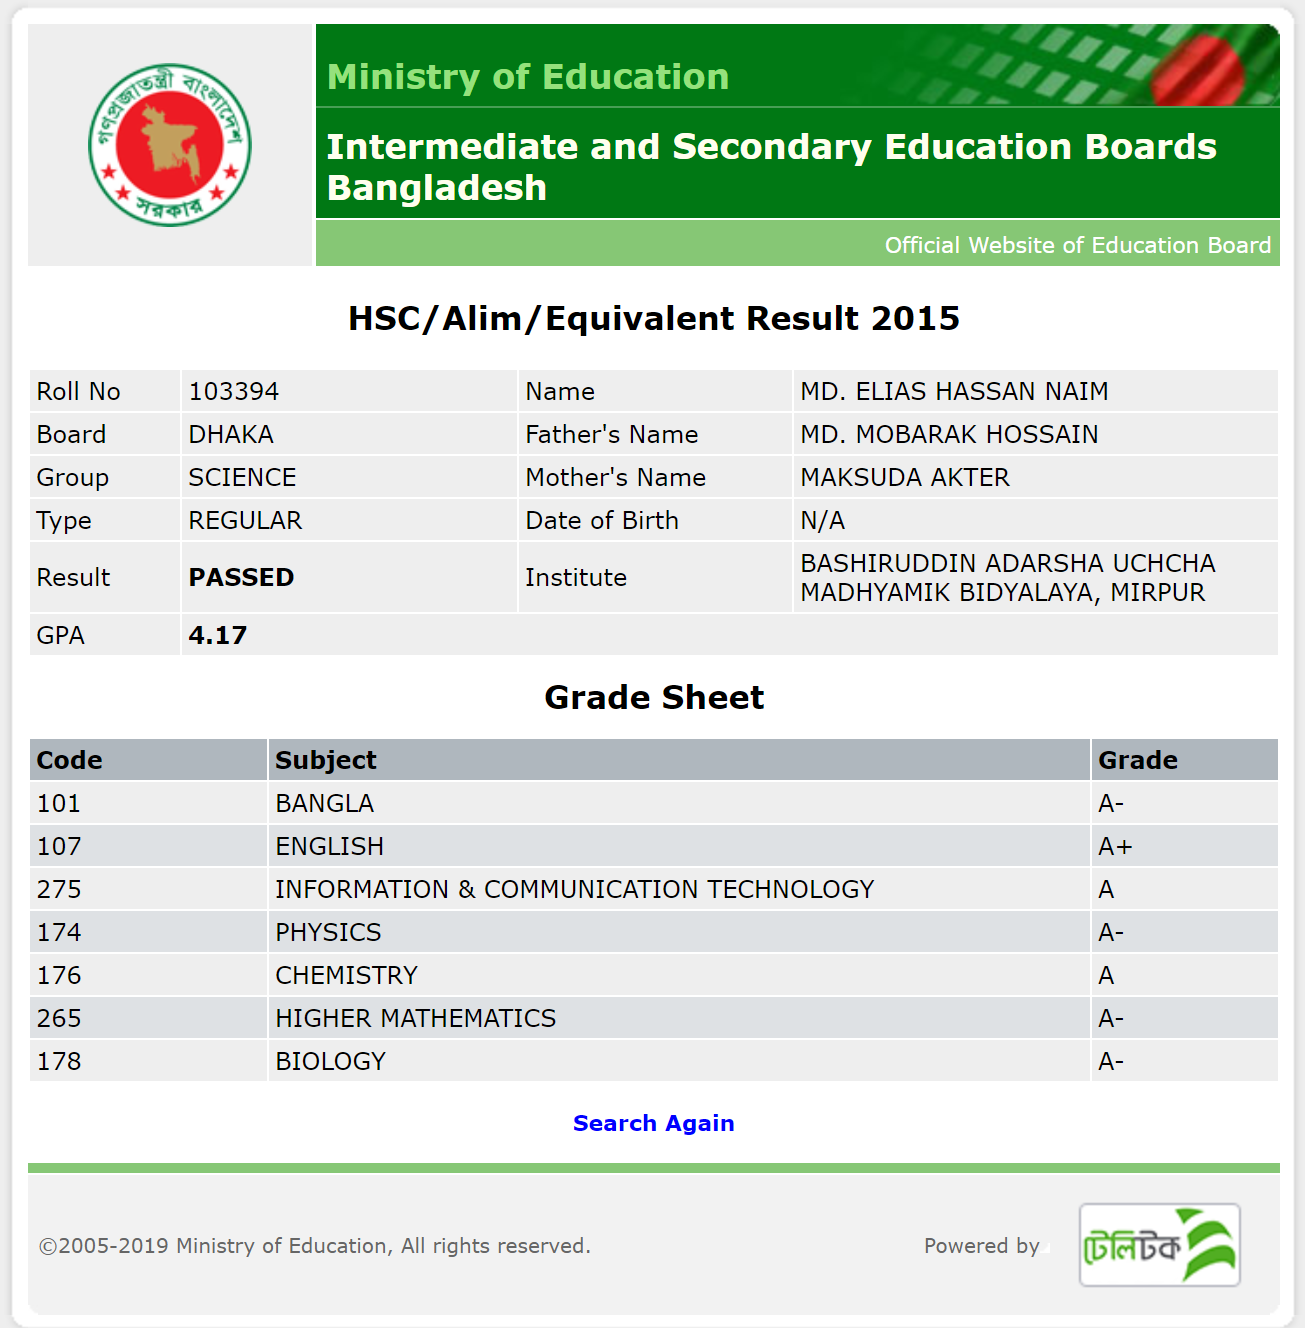 গণপ্রজাতন্ত্রী বাংলাদেশ
সরকার
Ministry of Education
Intermediate and Secondary Education Boards
Bangladesh
Official Website of Education Board
HSC/Alim/Equivalent Result 2015
Roll No 103394 Name MD. ELIAS HASSAN NAIM
Board DHAKA Father's Name MD. MOBARAK HOSSAIN
Group SCIENCE Mother's Name MAKSUDA AKTER
Type REGULAR Date of Birth N/A
Result PASSED Institute BASHIRUDDIN ADARSHA UCHCHA
MADHYAMIK BIDYALAYA, MIRPUR
GPA 4.17
Grade Sheet
Code Subject Grade
101 BANGLA A-
107 ENGLISH A+
275 INFORMATION & COMMUNICATION TECHNOLOGY A
174 PHYSICS A-
176 CHEMISTRY A
265 HIGHER MATHEMATICS A-
178 BIOLOGY A-
Search Again
©2005-2019 Ministry of Education, All rights reserved. Powered by টেলিটক